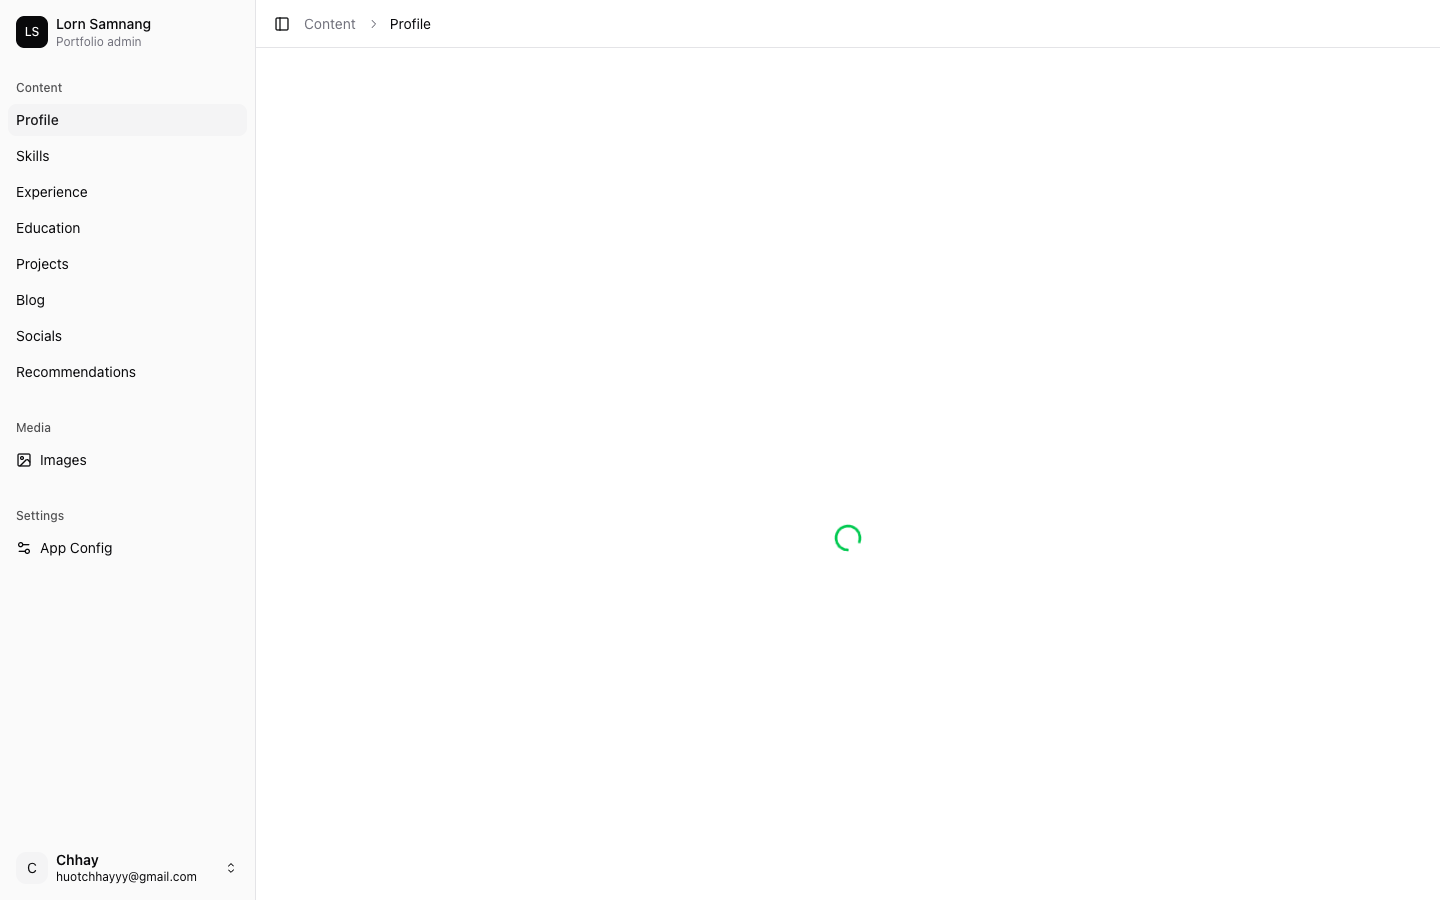 LS
Lorn Samnang
Portfolio admin
Content
Profile
Skills
Experience
Education
Projects
Blog
Socials
Recommendations
Media
Images
Settings
App Config
C
Chhay
huotchhayyy@gmail.com
Content
Profile